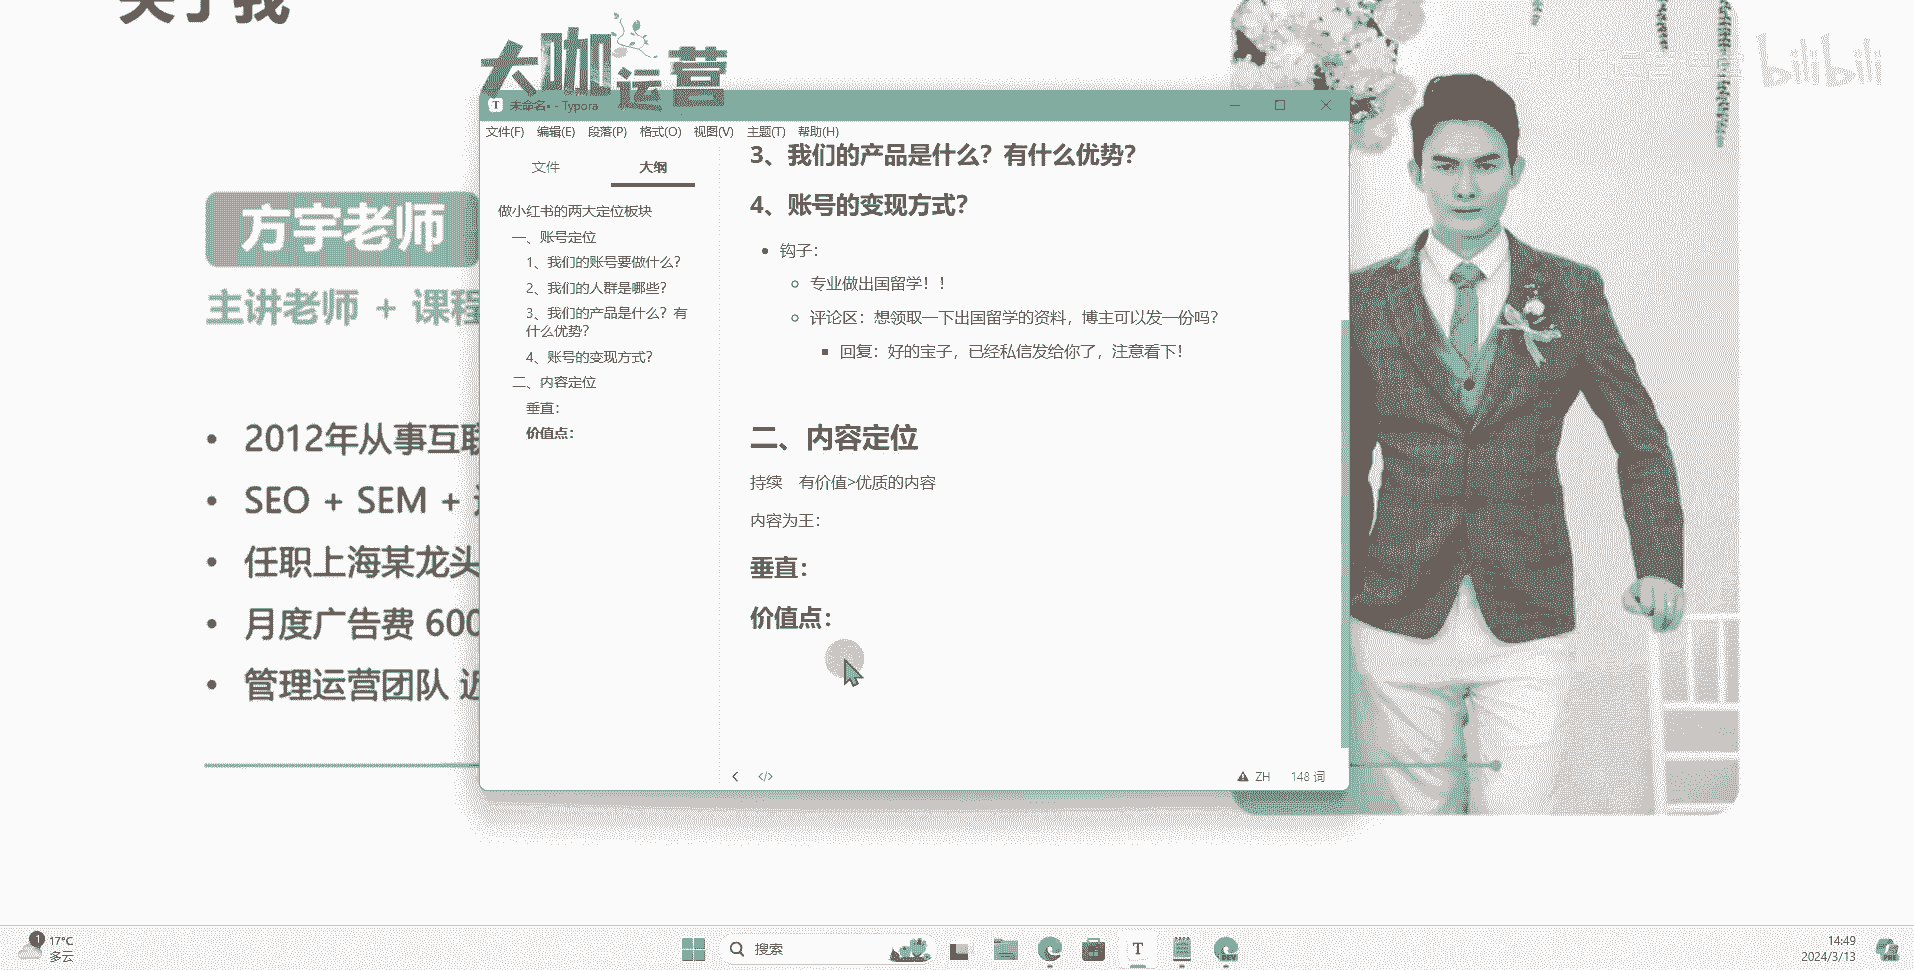 关于我
大咖运营
bilibili
未命名• - Typora
文件(F) 编辑(E) 段落(P) 格式(O) 视图(V) 主题(T) 帮助(H)
文件 大纲
做小红书的两大定位板块
一、账号定位
1、我们的账号要做什么？
2、我们的人群是哪些？
3、我们的产品是什么？有
什么优势？
4、账号的变现方式？
二、内容定位
垂直：
价值点：
3、我们的产品是什么？有什么优势？
4、账号的变现方式？
钩子：
专业做出国留学！！
评论区：想领取一下出国留学的资料，博主可以发一份吗？
回复：好的宝子，已经私信发给你了，注意看下！
二、内容定位
持续 有价值>优质的内容
内容为王：
垂直：
价值点：
ZH 148 词
方宇老师
主讲老师 + 课程
2012年从事互联
SEO + SEM +
任职上海某龙头
月度广告费 600
管理运营团队 近
1
17°C
多云
搜索
T
14:49
2024/3/13